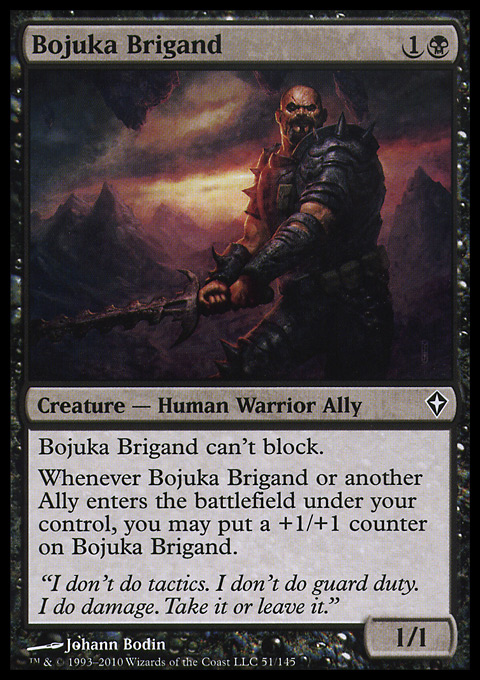 Bojuka Brigand 1
Creature — Human Warrior Ally
Bojuka Brigand can't block.
Whenever Bojuka Brigand or another
Ally enters the battlefield under your
control, you may put a +1/+1 counter
on Bojuka Brigand.
“I don't do tactics. I don't do guard duty.
I do damage. Take it or leave it.”
1/1
Johann Bodin
™ & © 1993–2010 Wizards of the Coast LLC 51/145